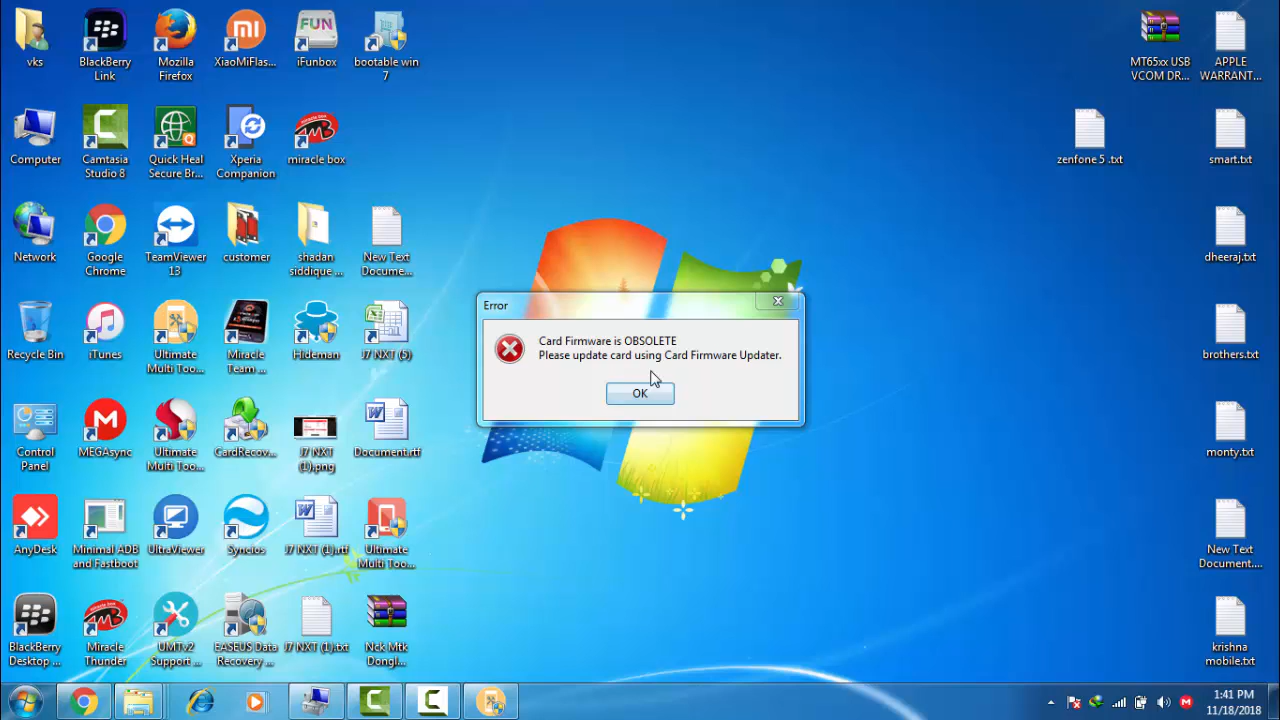 vks
BlackBerry
Link
Mozilla
Firefox
XiaoMiFlas...
FUN
iFunbox
bootable win
7
MT65xx USB
VCOM DR...
APPLE
WARRANT...
Computer
Camtasia
Studio 8
Quick Heal
Secure Br...
Xperia
Companion
miracle box
zenfone 5 .txt
smart.txt
Network
Google
Chrome
TeamViewer
13
customer
shadan
siddique ...
New Text
Docume...
dheeraj.txt
Error
Card Firmware is OBSOLETE
Please update card using Card Firmware Updater.
OK
Recycle Bin
iTunes
Ultimate
Multi Too...
Miracle
Team ...
Hideman
J7 NXT (5)
brothers.txt
Control
Panel
MEGAsync
Ultimate
Multi Too...
CardRecov...
J7 NXT
(1).png
Document.rtf
monty.txt
AnyDesk
Minimal ADB
and Fastboot
UltraViewer
Syncios
J7 NXT (1).rtf
Ultimate
Multi Too...
New Text
Document....
BlackBerry
Desktop ...
Miracle
Thunder
UMTv2
Support ...
EASEUS Data
Recovery ...
J7 NXT (1).txt
Nck Mtk
Dongl...
krishna
mobile.txt
1:41 PM
11/18/2018